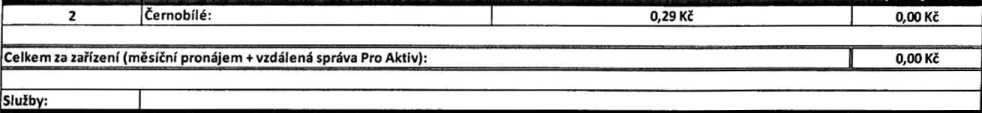 2 Černobílé: 0,29 Kč 0,00 Kč
Celkem za zařízení (měsíční pronájem + vzdálená správa Pro Aktiv): 0,00 Kč
Služby: